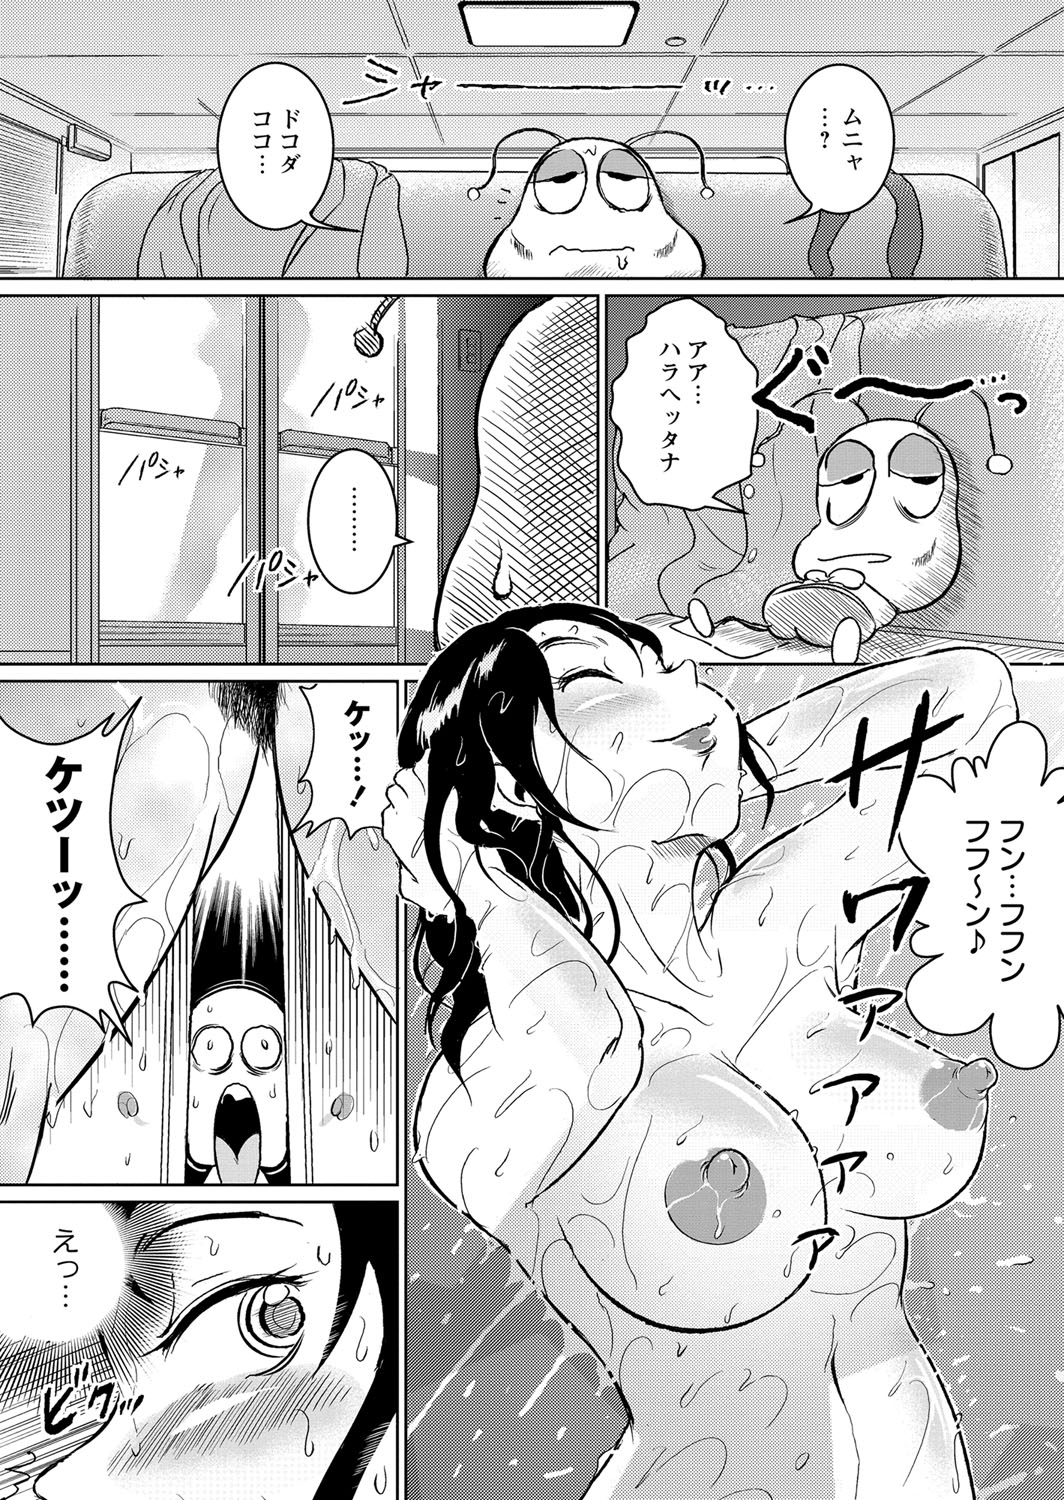 ムニャ
…?
シャーーーッ…
ドコダ
ココ…
ぐ〜〜…っ
アア…
ハラヘッタナ
パシャ
パシャ
パシャ
………
フン…フフン
フフ〜ン♪
サワァァァァ
ケッ…!
ケツーッ……
えっ…
ビクッ…